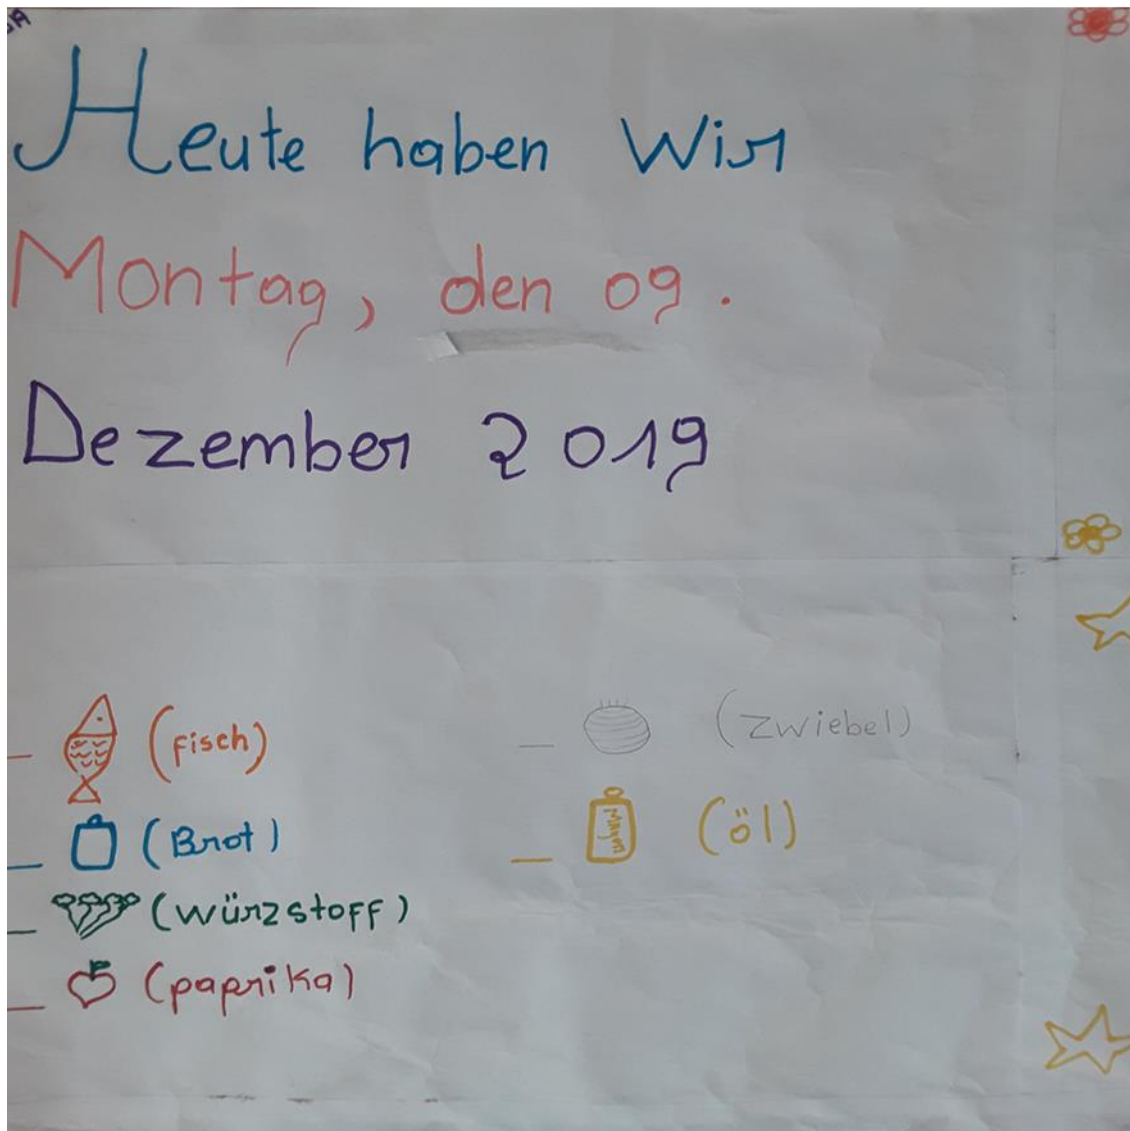 Heute haben Wir
Montag, den 09.
Dezember 2019
(Fisch)
(Brot)
(Würzstoff)
(paprika)
(Zwiebel)
(öl)